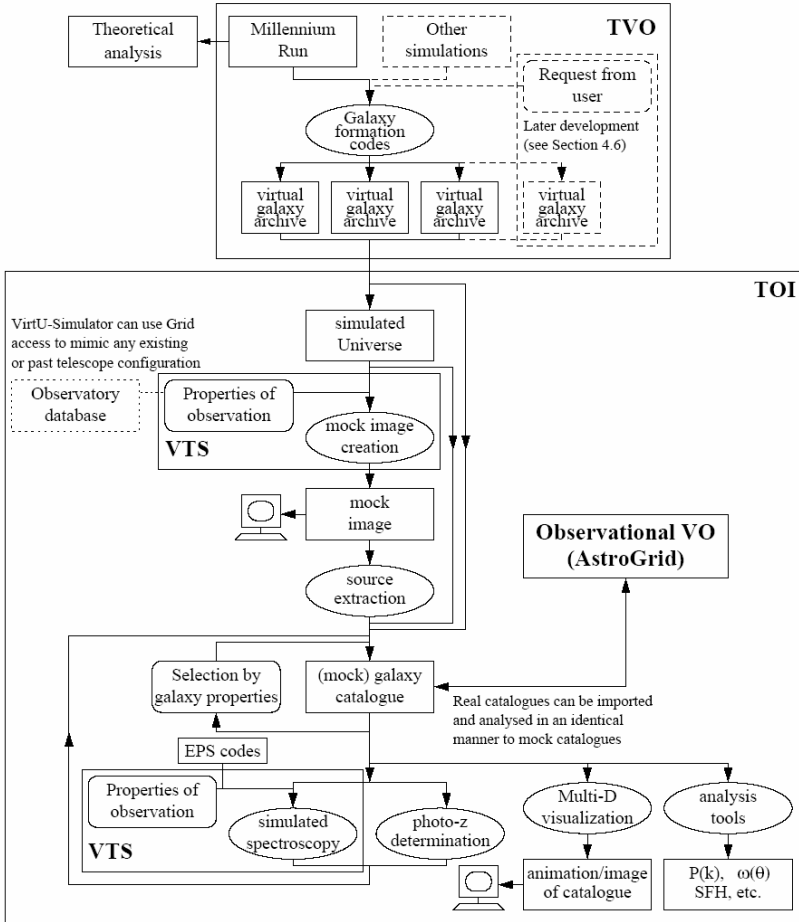 Theoretical
analysis
Millennium
Run
Other
simulations
TVO
Request from
user
Galaxy
formation
codes
Later development
(see Section 4.6)
virtual
galaxy
archive
virtual
galaxy
archive
virtual
galaxy
archive
virtual
galaxy
archive
TOI
VirtU-Simulator can use Grid
access to mimic any existing
or past telescope configuration
simulated
Universe
Observatory
database
Properties of
observation
VTS
mock image
creation
mock
image
Observational VO
(AstroGrid)
source
extraction
Selection by
galaxy properties
(mock) galaxy
catalogue
Real catalogues can be imported
and analysed in an identical
manner to mock catalogues
EPS codes
Properties of
observation
VTS
simulated
spectroscopy
photo-z
determination
Multi-D
visualization
analysis
tools
animation/image
of catalogue
P(k), ω(θ)
SFH, etc.